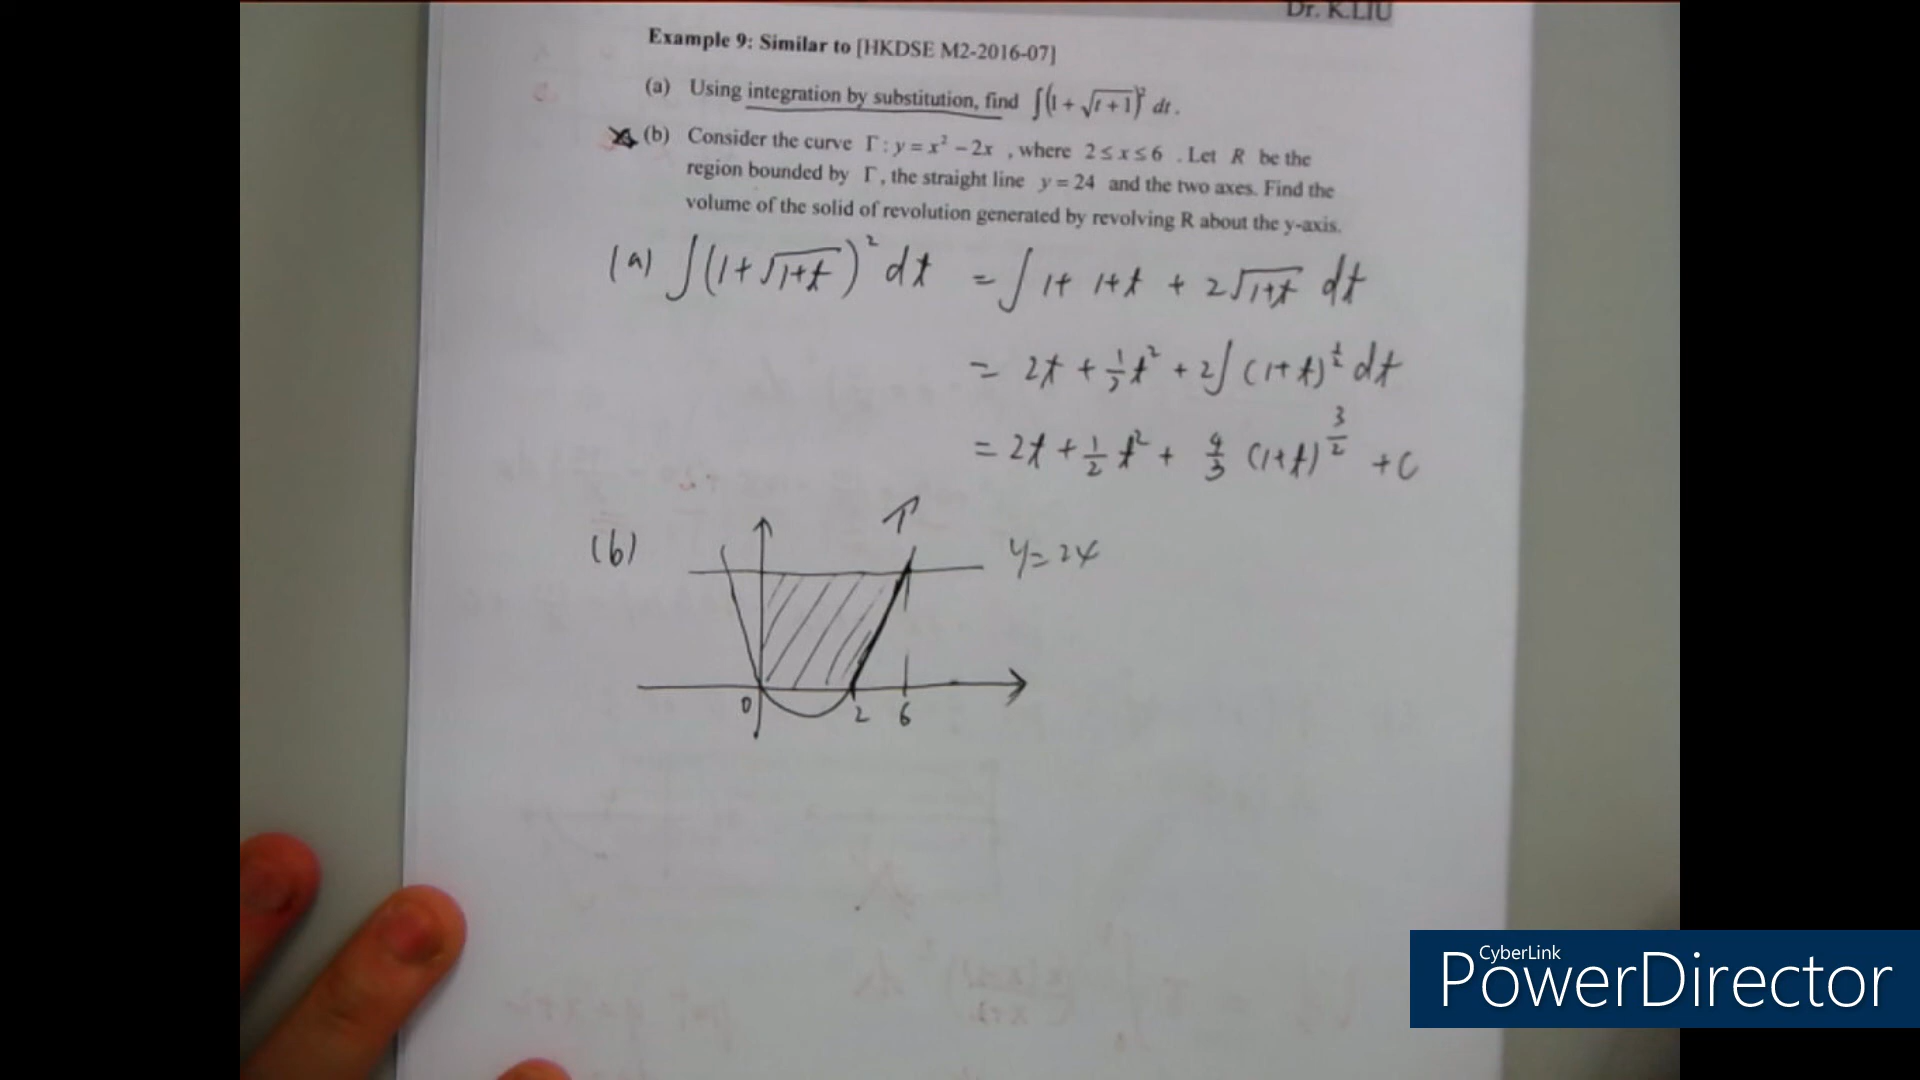 Dr. K.LIU
Example 9: Similar to [HKDSE M2-2016-07]
(a) Using integration by substitution, find ∫(1 + √(t + 1))² dt .
(b) Consider the curve Γ : y = x² − 2x , where 2 ≤ x ≤ 6 . Let R be the
region bounded by Γ , the straight line y = 24 and the two axes. Find the
volume of the solid of revolution generated by revolving R about the y-axis.
(a) ∫(1+√(1+t))² dt = ∫ 1+ 1+t + 2√(1+t) dt
= 2t + 1/2 t² + 2∫ (1+t)^(1/2) dt
= 2t + 1/2 t² + 4/3 (1+t)^(3/2) + C
(b)
Γ
y=24
0
2
6
CyberLink
PowerDirector